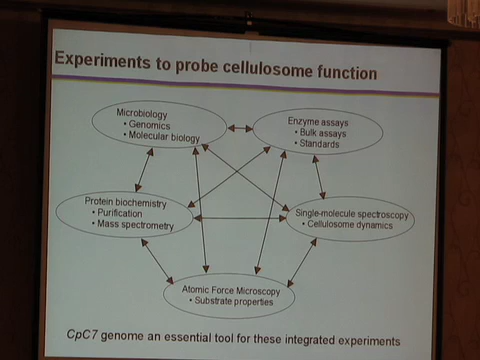 Experiments to probe cellulosome function
Microbiology
• Genomics
• Molecular biology
Enzyme assays
• Bulk assays
• Standards
Protein biochemistry
• Purification
• Mass spectrometry
Single-molecule spectroscopy
• Cellulosome dynamics
Atomic Force Microscopy
• Substrate properties
CpC7 genome an essential tool for these integrated experiments